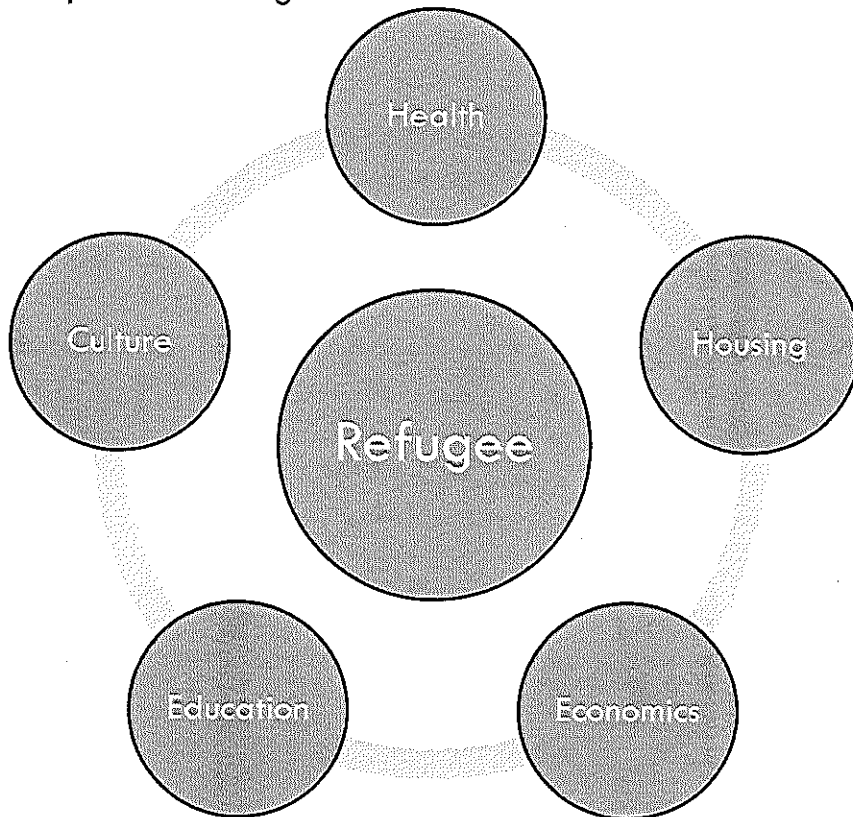 Health
Culture
Housing
Refugee
Education
Economics